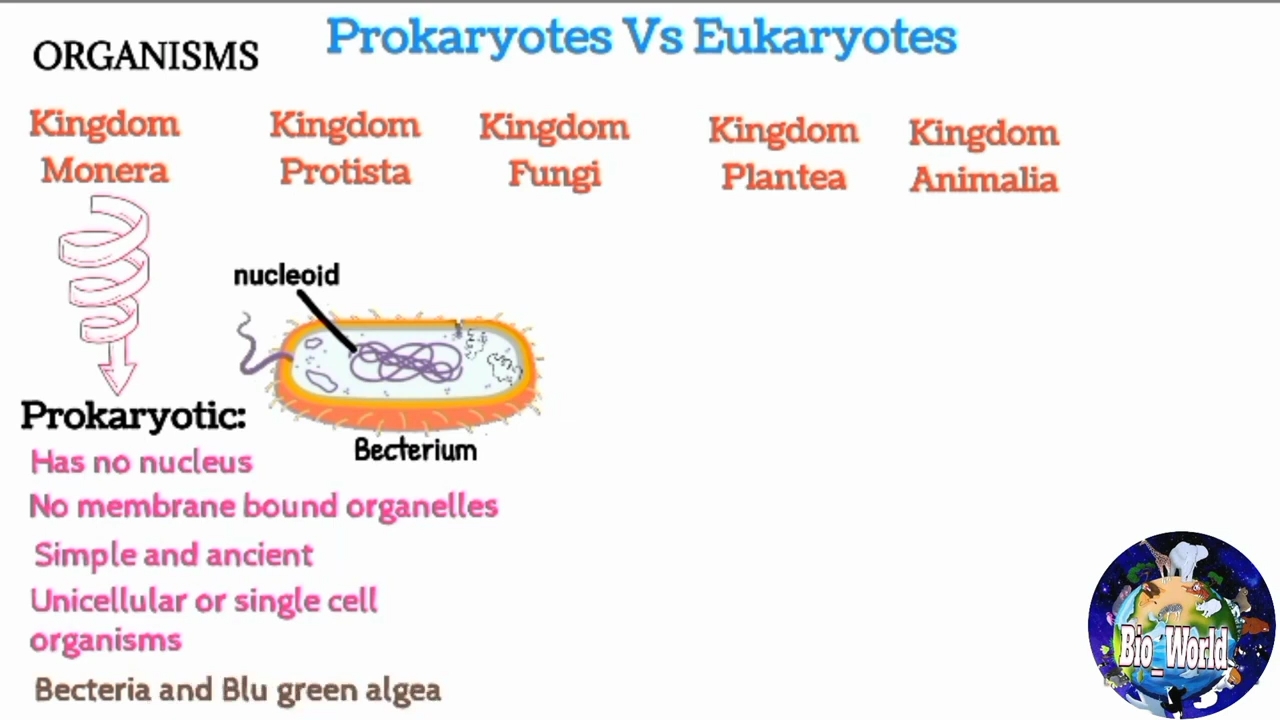 Prokaryotes Vs Eukaryotes
ORGANISMS
Kingdom
Monera
Kingdom
Protista
Kingdom
Fungi
Kingdom
Plantea
Kingdom
Animalia
nucleoid
Becterium
Prokaryotic:
Has no nucleus
No membrane bound organelles
Simple and ancient
Unicellular or single cell
organisms
Becteria and Blu green algea
Bio_World